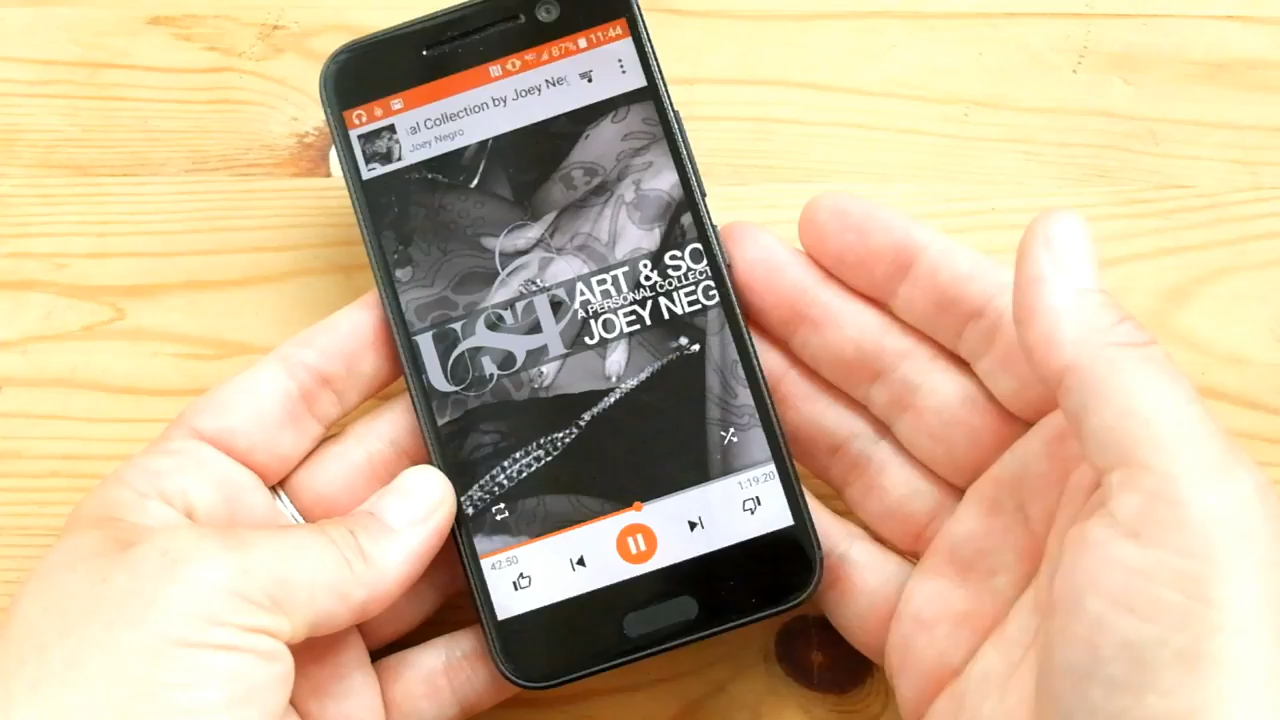 87% 11:44
al Collection by Joey Neg
Joey Negro
UST
ART & SO
A PERSONAL COLLECT
JOEY NEG
1:19:20
42:50